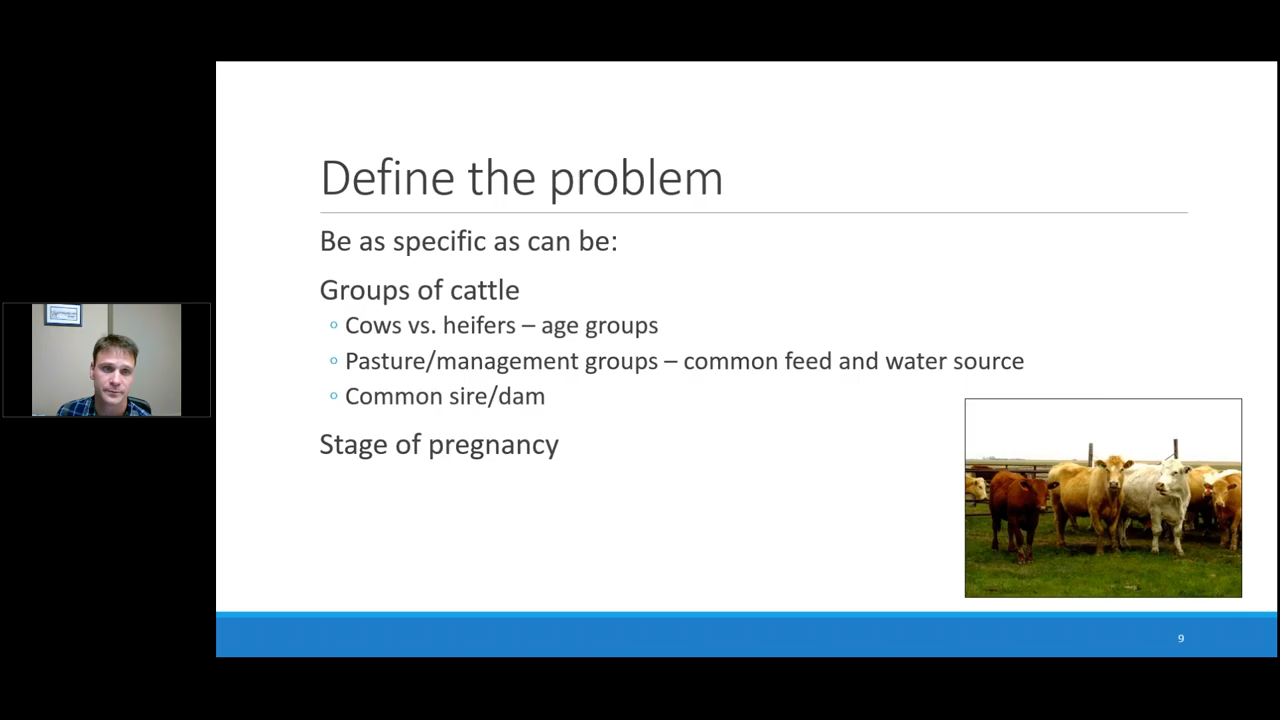 Define the problem
Be as specific as can be:
Groups of cattle
◦ Cows vs. heifers – age groups
◦ Pasture/management groups – common feed and water source
◦ Common sire/dam
Stage of pregnancy
9